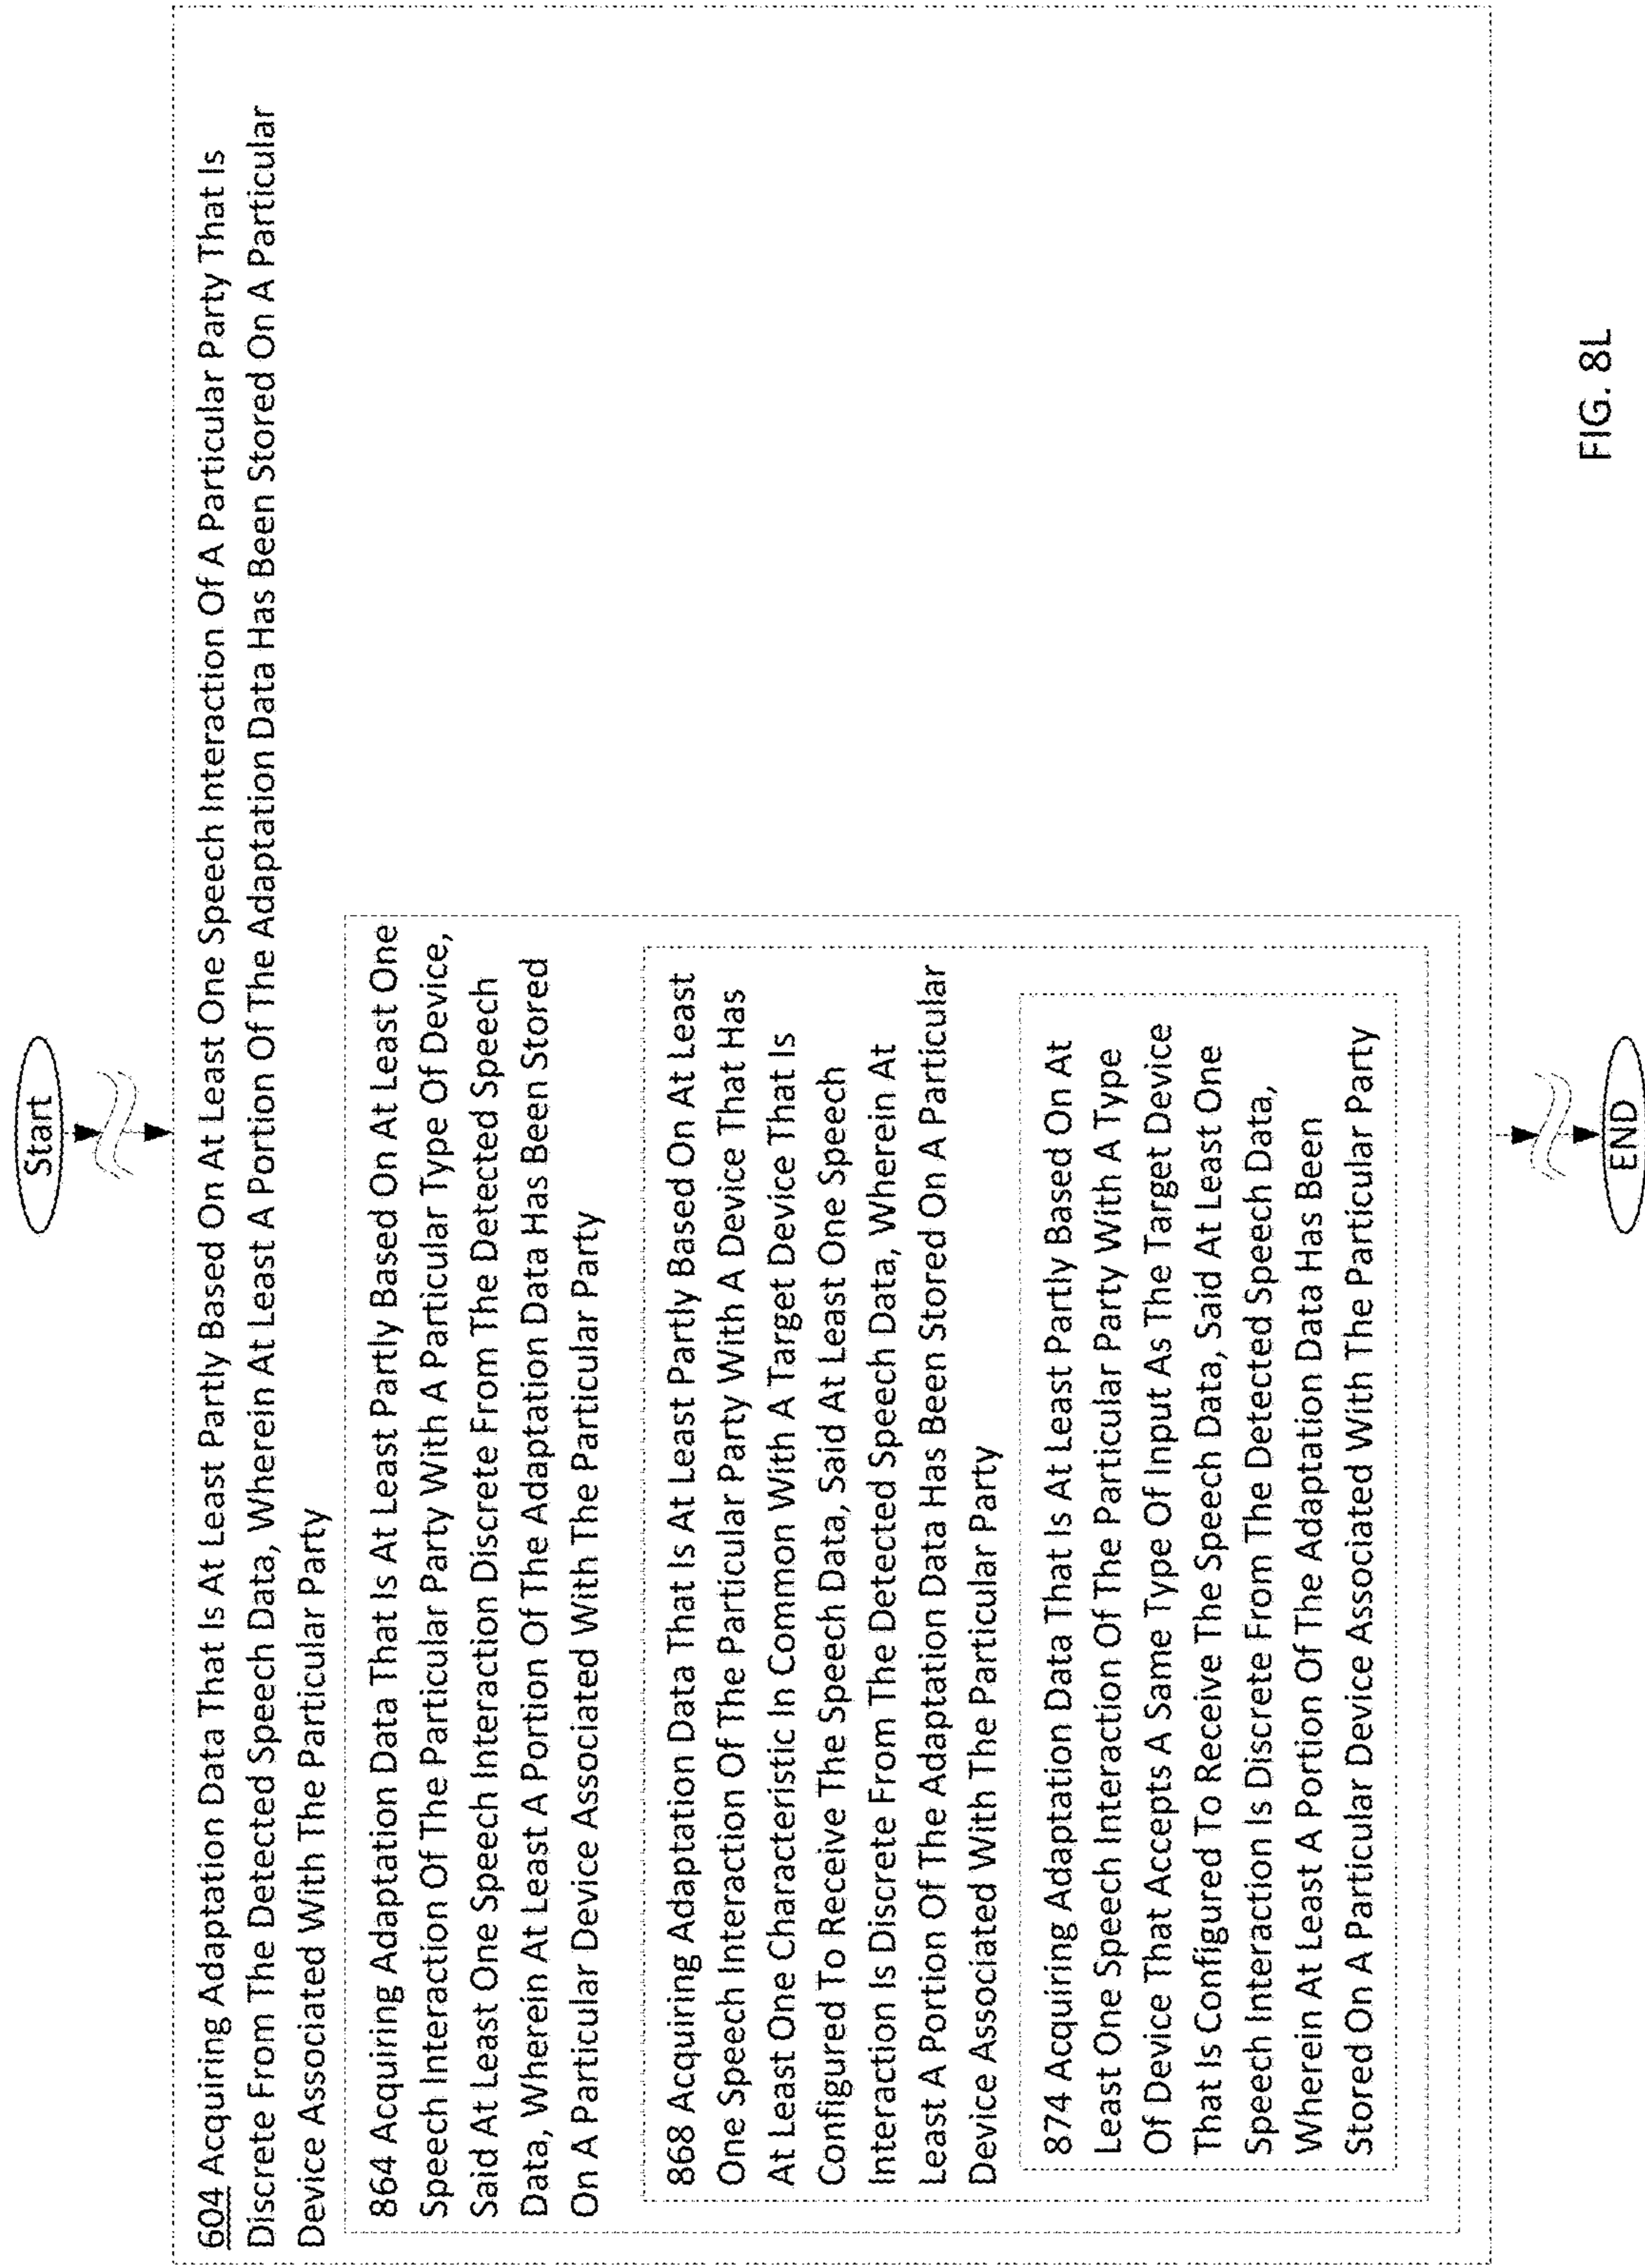 Start
604 Acquiring Adaptation Data That Is At Least Partly Based On At Least One Speech Interaction Of A Particular Party That Is
Discrete From The Detected Speech Data, Wherein At Least A Portion Of The Adaptation Data Has Been Stored On A Particular
Device Associated With The Particular Party
864 Acquiring Adaptation Data That Is At Least Partly Based On At Least One
Speech Interaction Of The Particular Party With A Particular Type Of Device,
Said At Least One Speech Interaction Discrete From The Detected Speech
Data, Wherein At Least A Portion Of The Adaptation Data Has Been Stored
On A Particular Device Associated With The Particular Party
868 Acquiring Adaptation Data That Is At Least Partly Based On At Least
One Speech Interaction Of The Particular Party With A Device That Has
At Least One Characteristic In Common With A Target Device That Is
Configured To Receive The Speech Data, Said At Least One Speech
Interaction Is Discrete From The Detected Speech Data, Wherein At
Least A Portion Of The Adaptation Data Has Been Stored On A Particular
Device Associated With The Particular Party
874 Acquiring Adaptation Data That Is At Least Partly Based On At
Least One Speech Interaction Of The Particular Party With A Type
Of Device That Accepts A Same Type Of Input As The Target Device
That Is Configured To Receive The Speech Data, Said At Least One
Speech Interaction Is Discrete From The Detected Speech Data,
Wherein At Least A Portion Of The Adaptation Data Has Been
Stored On A Particular Device Associated With The Particular Party
END
FIG. 8L